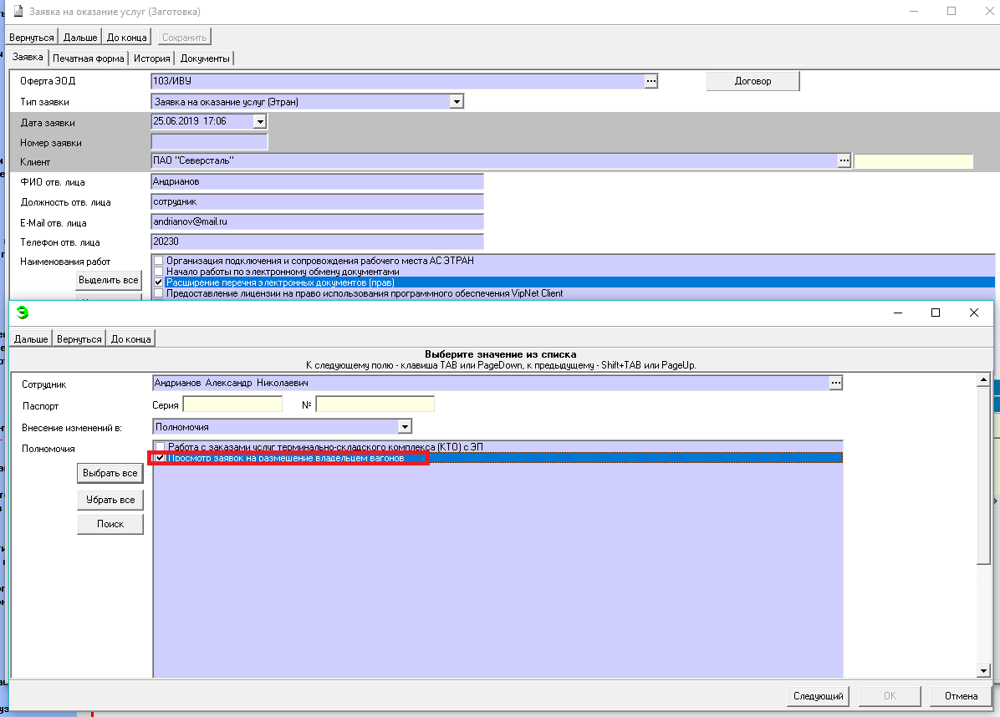 Заявка на оказание услуг (Заготовка)
Вернуться Дальше До конца Сохранить
Заявка Печатная форма История Документы
Оферта ЭОД 103/ИВУ ... Договор
Тип заявки Заявка на оказание услуг (Этран)
Дата заявки 25.06.2019 17:06
Номер заявки
Клиент ПАО "Северсталь" ...
ФИО отв. лица Андрианов
Должность отв. лица сотрудник
E-Mail отв. лица andrianov@mail.ru
Телефон отв. лица 20230
Наименования работ Организация подключения и сопровождения рабочего места АС ЭТРАН
Начало работы по электронному обмену документами
Выделить все Расширение перечня электронных документов (прав)
Предоставление лицензии на право использования программного обеспечения VipNet Client
Э
Дальше Вернуться До конца
Выберите значение из списка
К следующему полю - клавиша TAB или PageDown, к предыдущему - Shift+TAB или PageUp.
Сотрудник Андрианов Александр Николаевич ...
Паспорт Серия №
Внесение изменений в: Полномочия
Полномочия Работа с заказами услуг терминально-складского комплекса (КТО) с ЭП
Просмотр заявок на размещение владельцем вагонов
Выбрать все
Убрать все
Поиск
Следующий OK Отмена